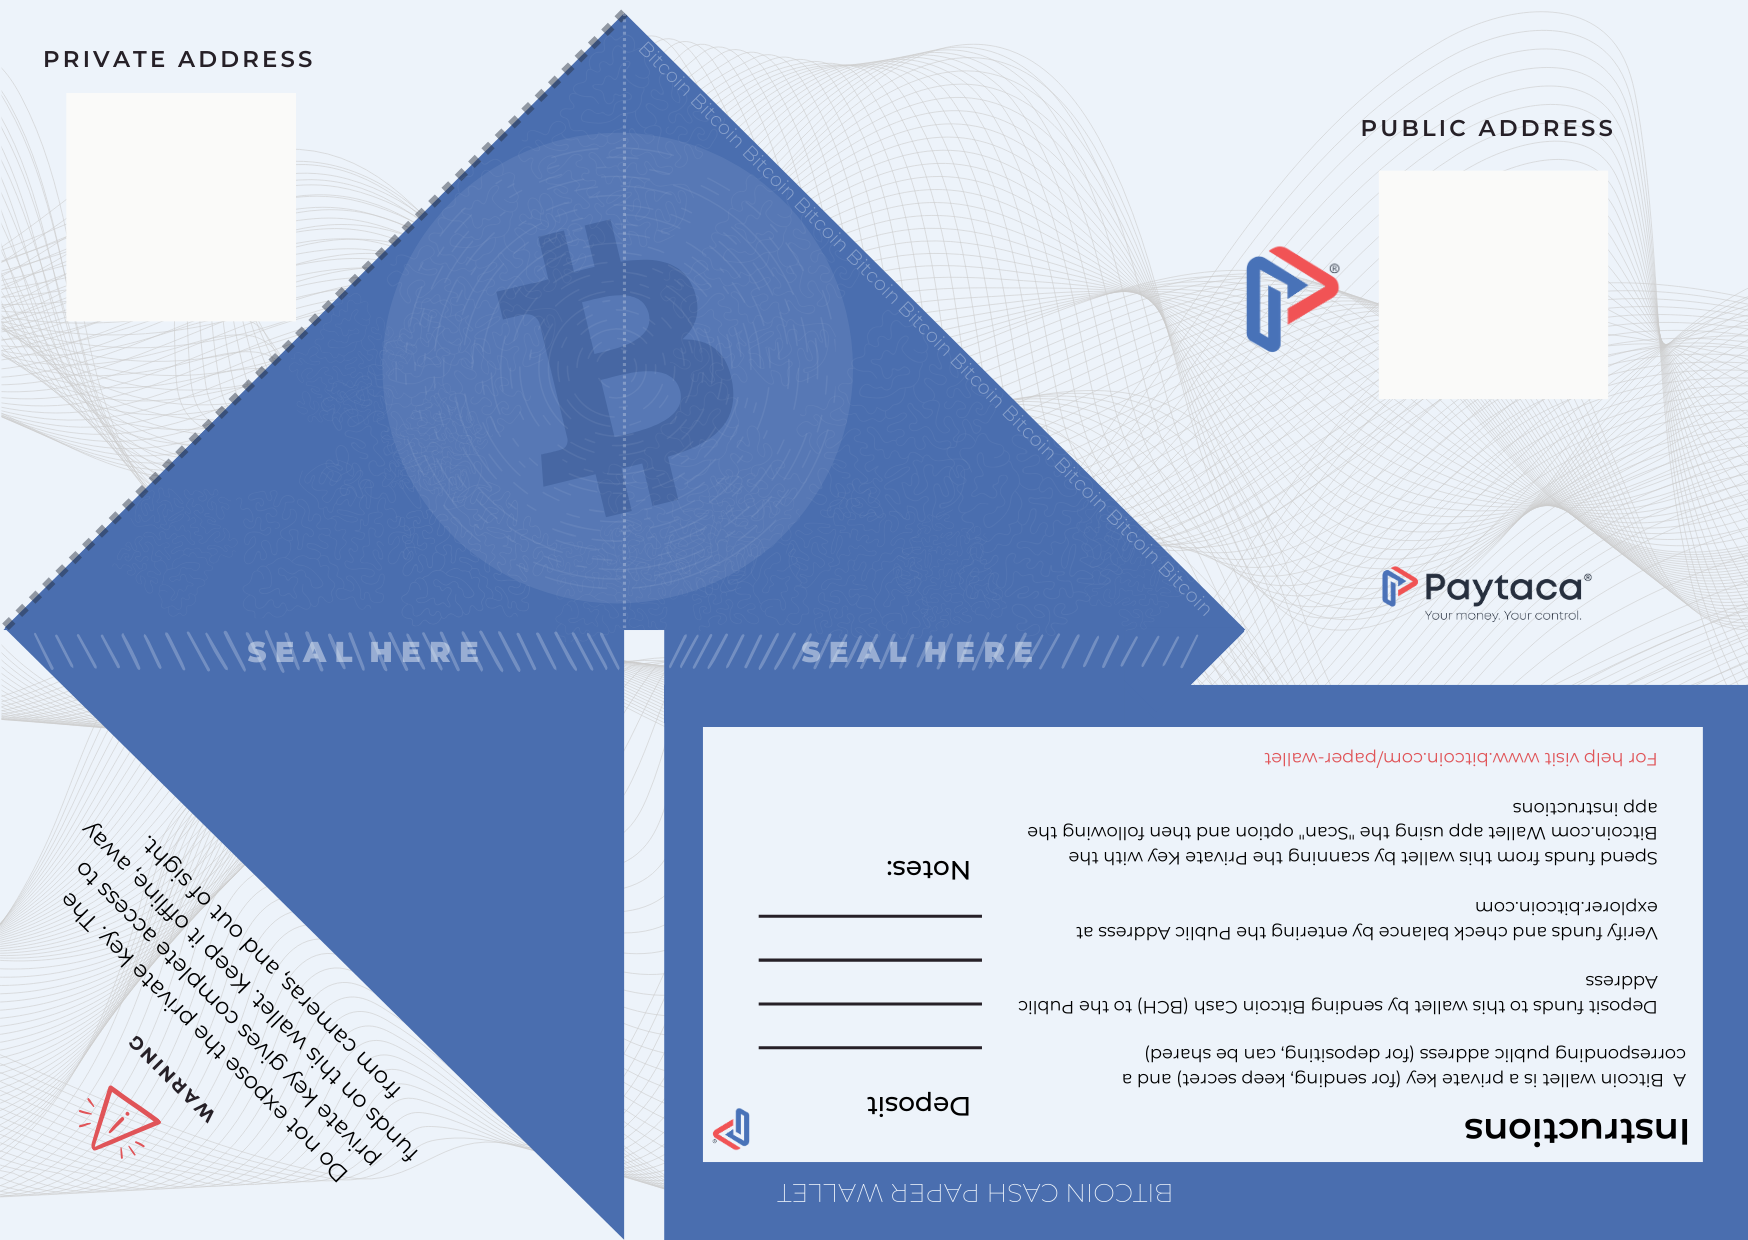 PRIVATE ADDRESS
PUBLIC ADDRESS
Bitcoin Bitcoin Bitcoin Bitcoin Bitcoin Bitcoin Bitcoin Bitcoin Bitcoin Bitcoin Bitcoin
®
Paytaca®
Your money. Your control.
SEAL HERE
SEAL HERE
WARNING
Do not expose the private key. The
private key gives complete access to
funds on this wallet. Keep it offline, away
from cameras, and out of sight.
BITCOIN CASH PAPER WALLET
Instructions
A Bitcoin wallet is a private key (for sending, keep secret) and a
corresponding public address (for depositing, can be shared)
Deposit funds to this wallet by sending Bitcoin Cash (BCH) to the Public
Address
Verify funds and check balance by entering the Public Address at
explorer.bitcoin.com
Spend funds from this wallet by scanning the Private Key with the
Bitcoin.com Wallet app using the "Scan" option and then following the
app instructions
For help visit www.bitcoin.com/paper-wallet
Deposit
Notes: